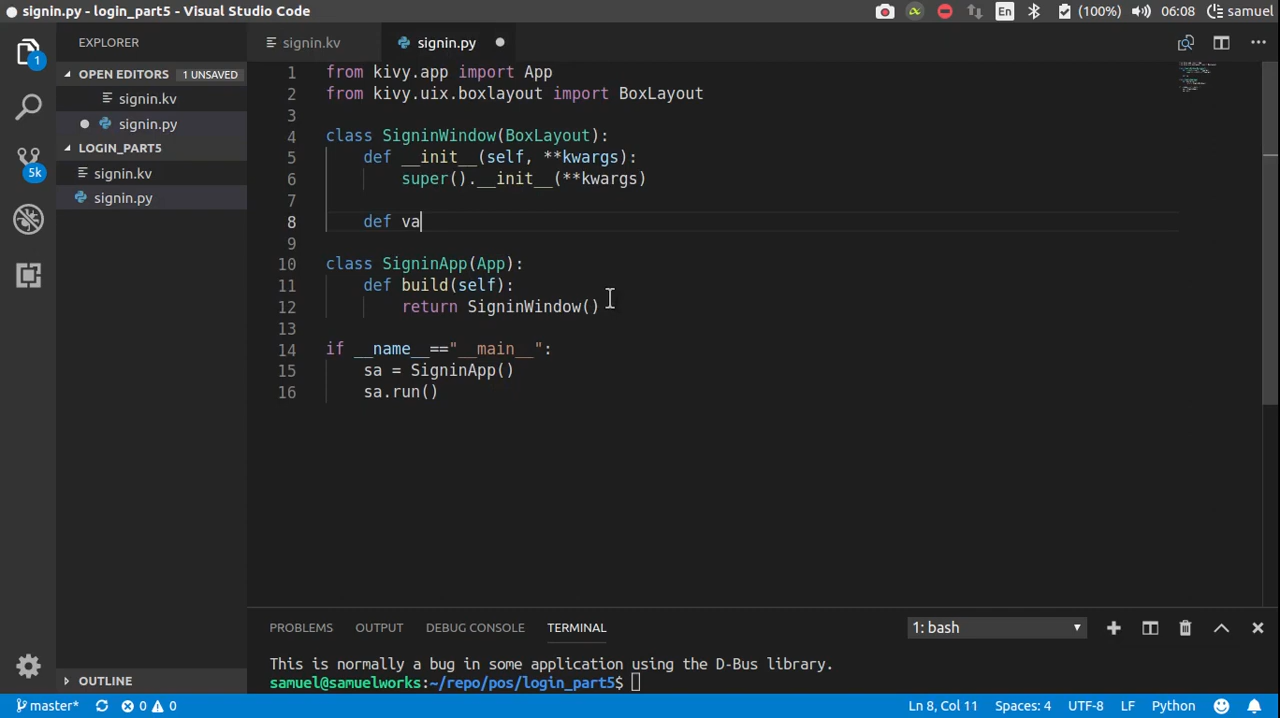 signin.py - login_part5 - Visual Studio Code
En (100%) 06:08 samuel
EXPLORER
OPEN EDITORS 1 UNSAVED
signin.kv
signin.py
LOGIN_PART5
signin.kv
signin.py
OUTLINE
1
5k
signin.kv signin.py
1 from kivy.app import App
2 from kivy.uix.boxlayout import BoxLayout
3
4 class SigninWindow(BoxLayout):
5 def __init__(self, **kwargs):
6 super().__init__(**kwargs)
7
8 def va
9
10 class SigninApp(App):
11 def build(self):
12 return SigninWindow()
13
14 if __name__=="__main__":
15 sa = SigninApp()
16 sa.run()
PROBLEMS OUTPUT DEBUG CONSOLE TERMINAL 1: bash
This is normally a bug in some application using the D-Bus library.
samuel@samuelworks:~/repo/pos/login_part5$
master* 0 0 Ln 8, Col 11 Spaces: 4 UTF-8 LF Python